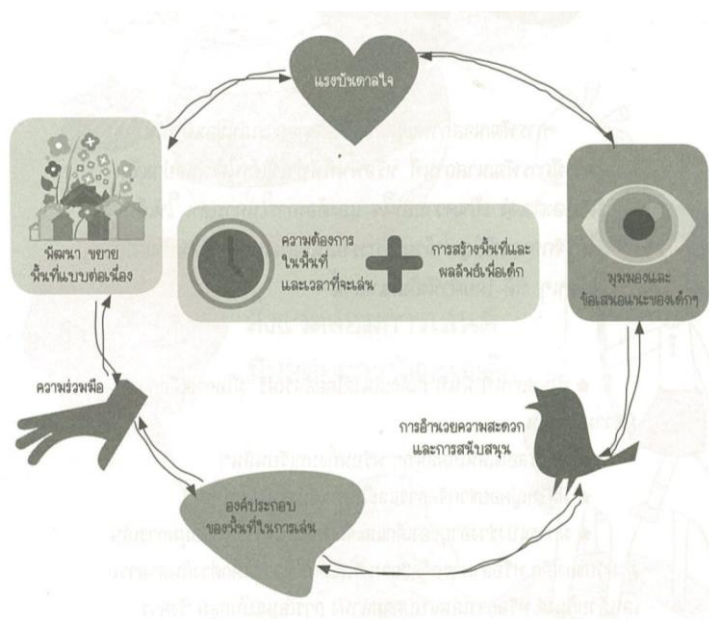 แรงบันดาลใจ
พัฒนา ขยาย
พื้นที่แบบต่อเนื่อง
ความต้องการ
ในพื้นที่
และเวลาที่จะเล่น
การสร้างพื้นที่และ
ผลลัพธ์เพื่อเด็ก
มุมมองและ
ข้อเสนอแนะของเด็กๆ
ความร่วมมือ
การอำนวยความสะดวก
และการสนับสนุน
องค์ประกอบ
ของพื้นที่ในการเล่น